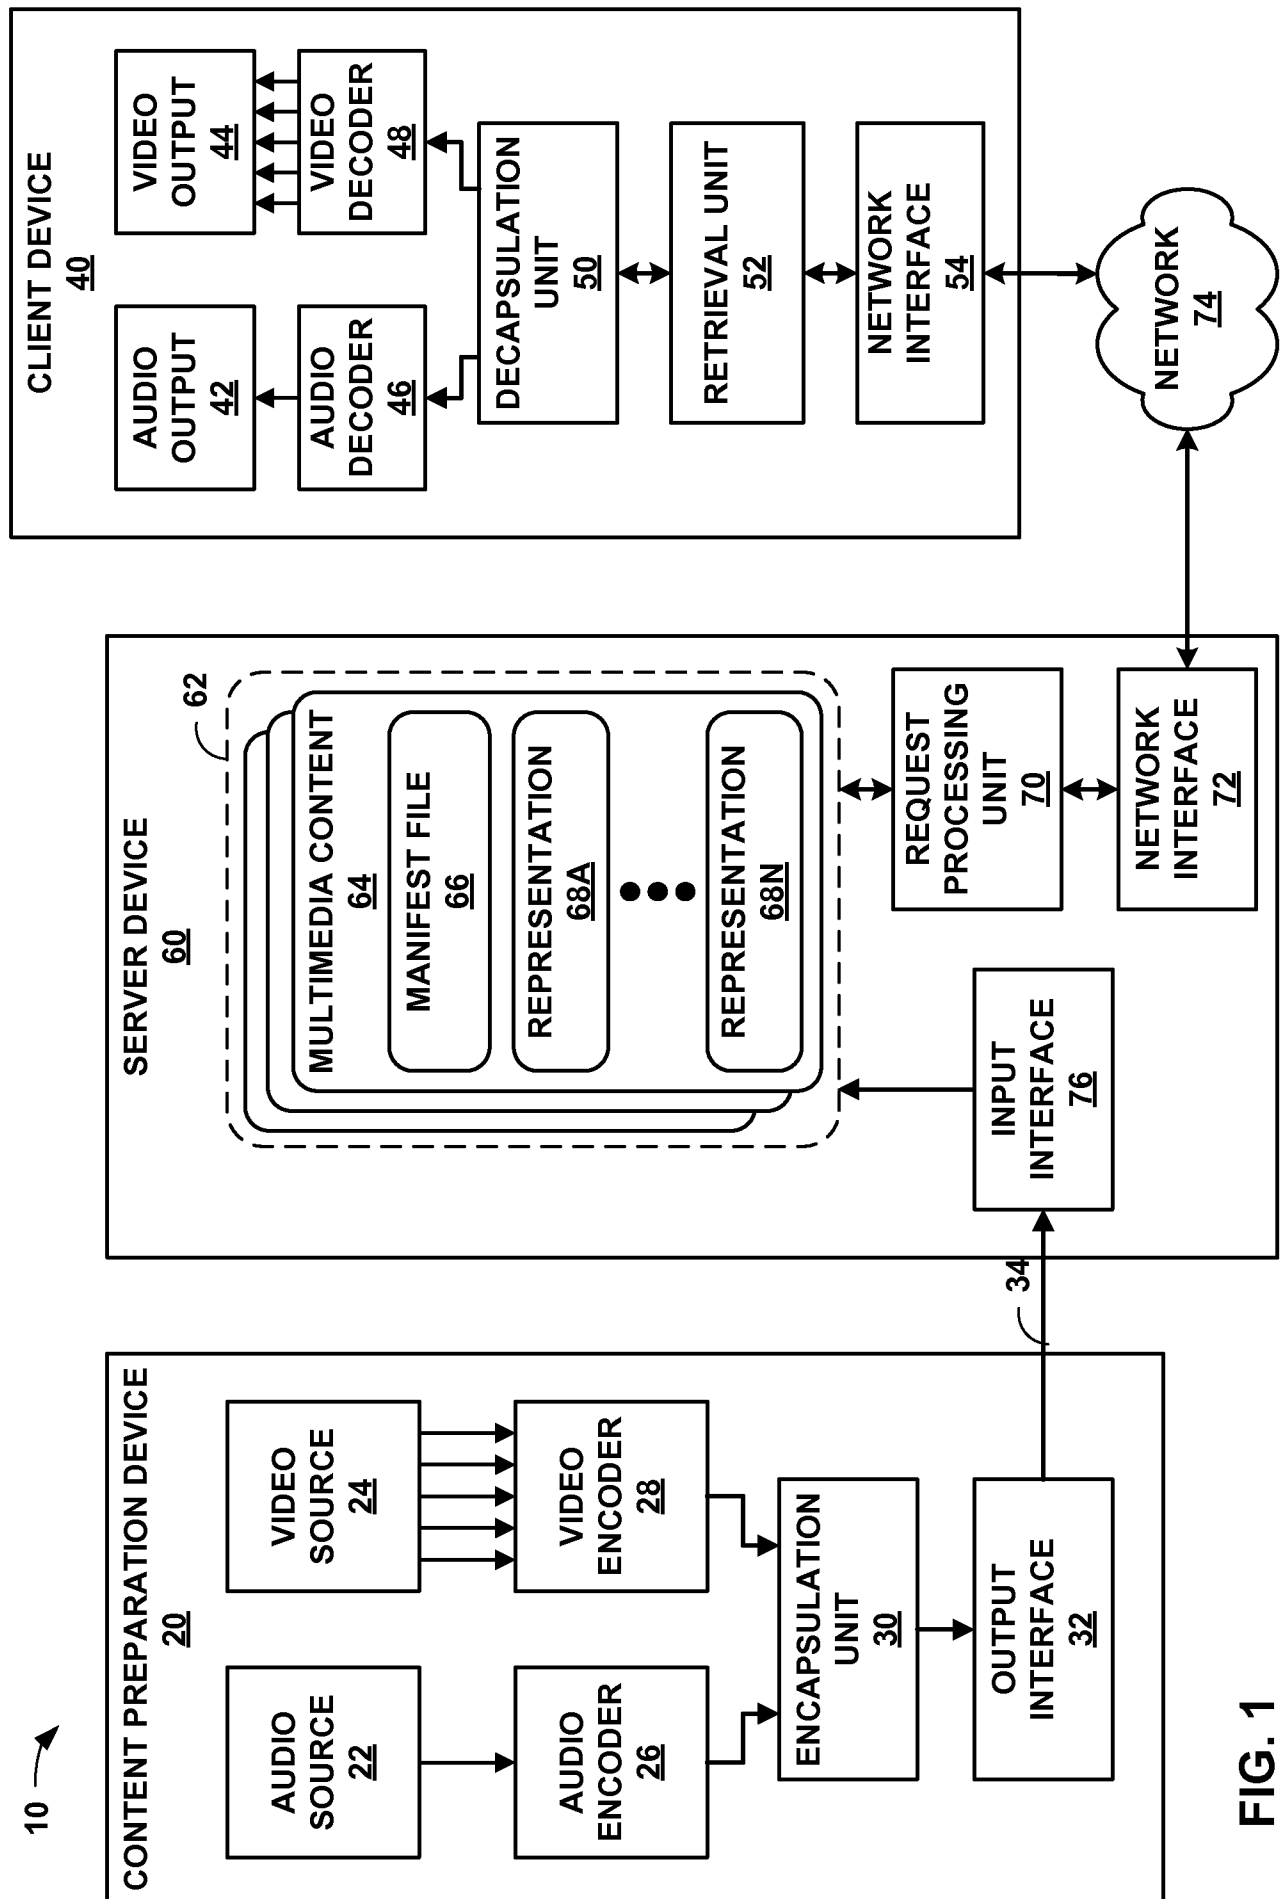 10
CONTENT PREPARATION DEVICE
20
AUDIO
SOURCE
22
VIDEO
SOURCE
24
AUDIO
ENCODER
26
VIDEO
ENCODER
28
ENCAPSULATION
UNIT
30
OUTPUT
INTERFACE
32
34
SERVER DEVICE
60
62
MULTIMEDIA CONTENT
64
MANIFEST FILE
66
REPRESENTATION
68A
REPRESENTATION
68N
INPUT
INTERFACE
76
REQUEST
PROCESSING
UNIT
70
NETWORK
INTERFACE
72
CLIENT DEVICE
40
AUDIO
OUTPUT
42
VIDEO
OUTPUT
44
AUDIO
DECODER
46
VIDEO
DECODER
48
DECAPSULATION
UNIT
50
RETRIEVAL UNIT
52
NETWORK
INTERFACE
54
NETWORK
74
FIG. 1